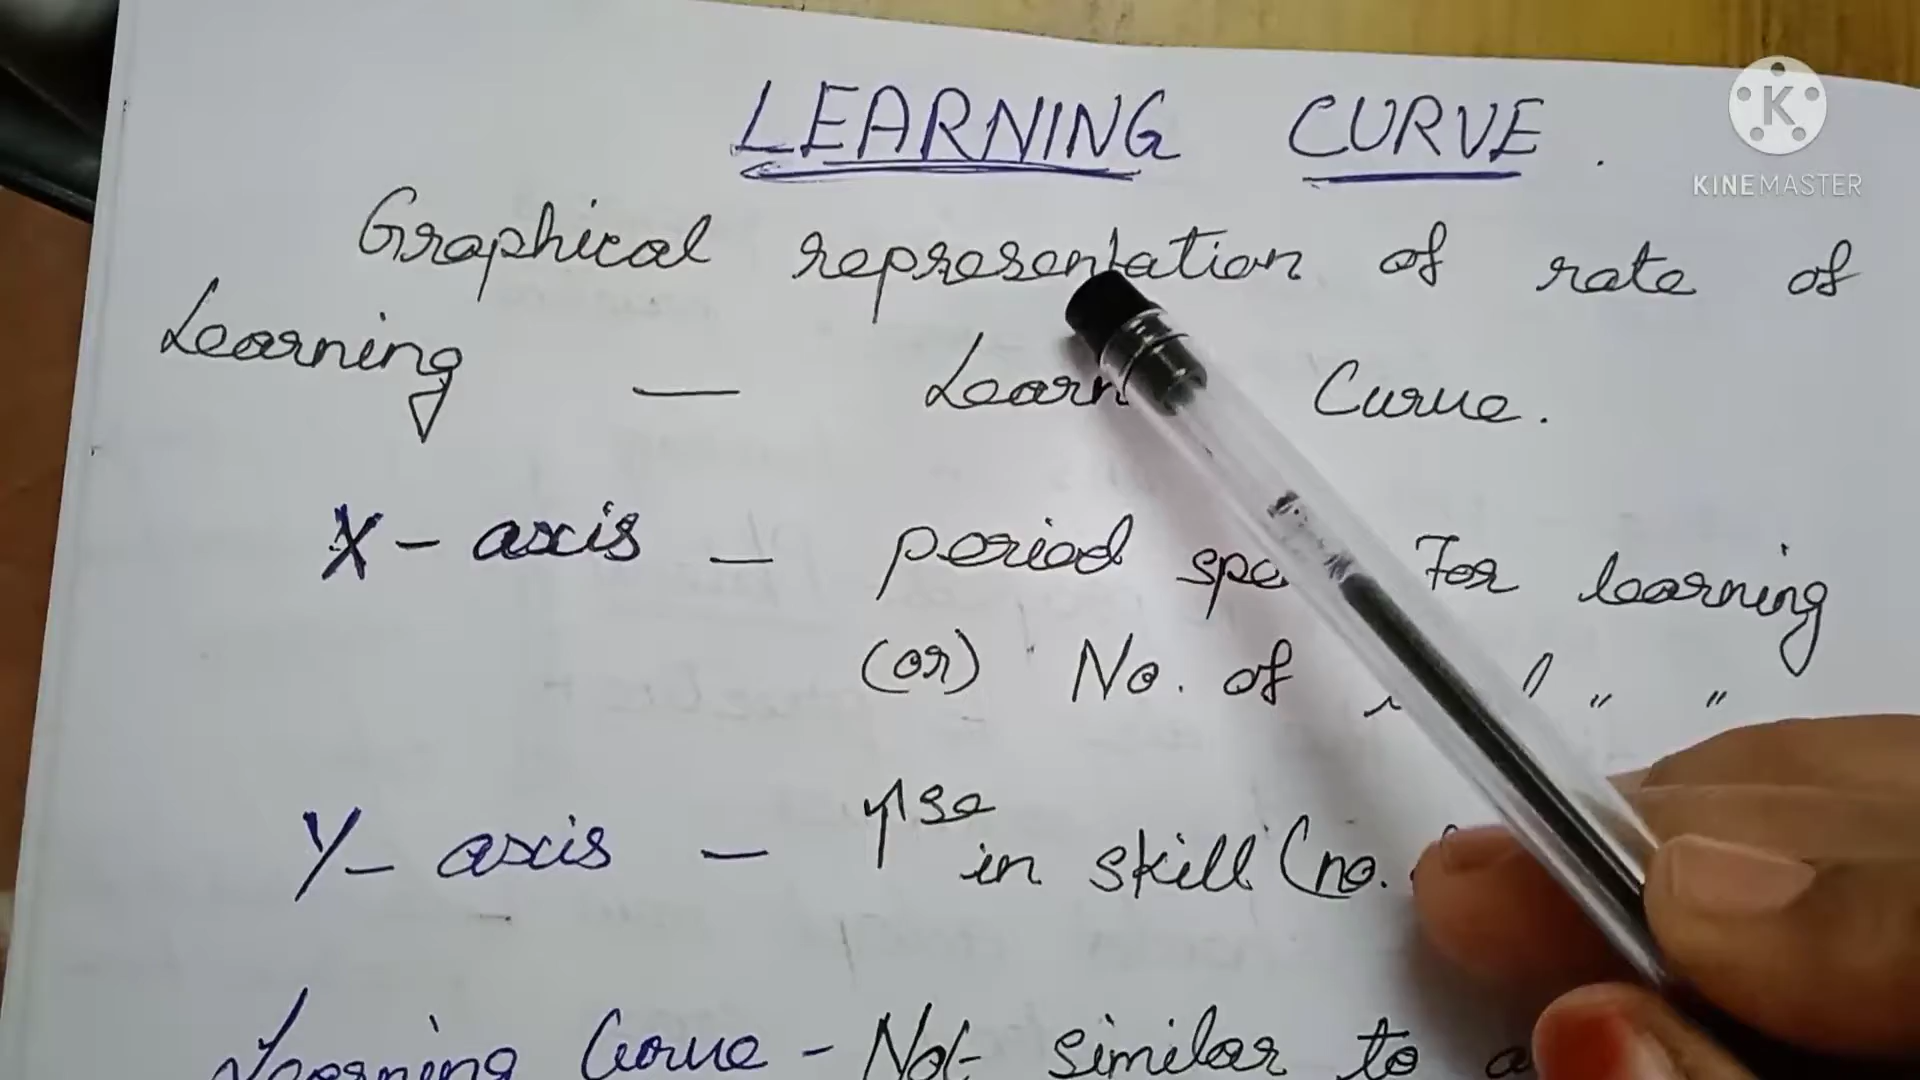 LEARNING CURVE.
Graphical representation of rate of
Learning — Learn Curve.
X - axis - period spe For learning
(or) No. of " "
Y - axis - ↑se in skill (no.
Learning Curve - Not similar to a
K
KINEMASTER